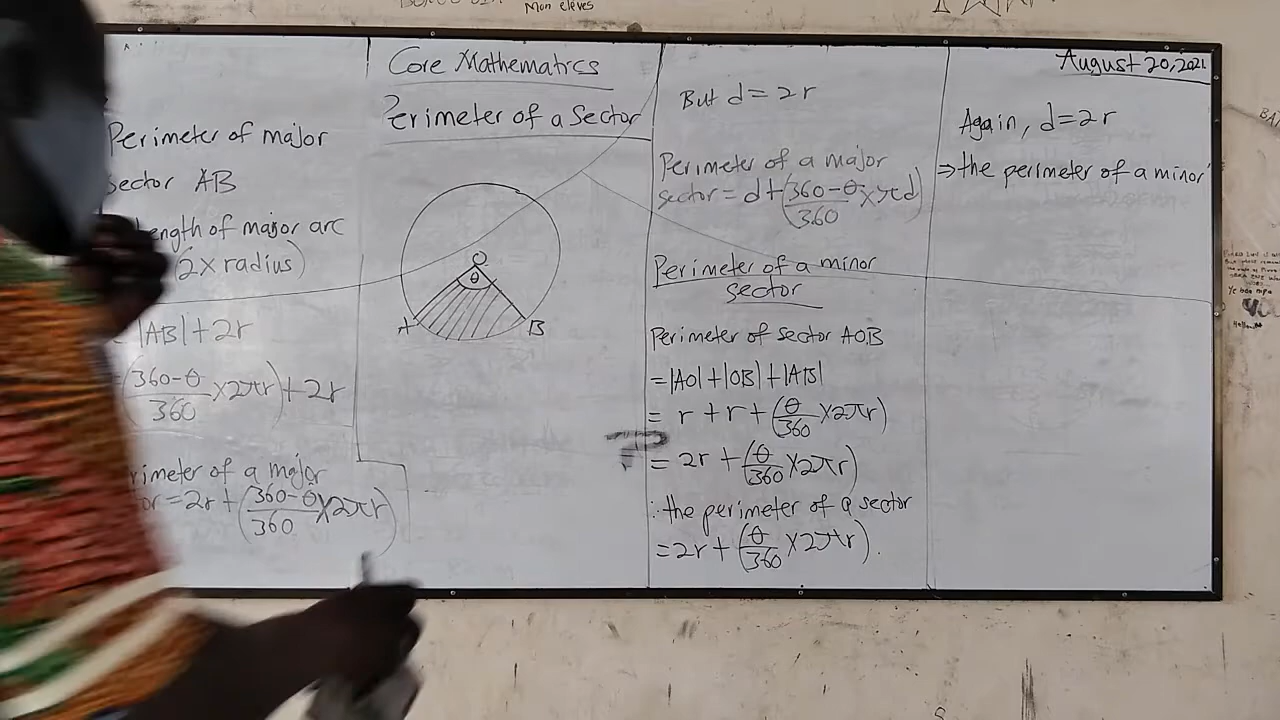 Mon eleves
Core Mathematics
Perimeter of a Sector
Perimeter of major
sector AB
length of major arc
(2 x radius)
= |AB| + 2r
= (360-θ/360 × 2πr) + 2r
Perimeter of a major
= 2r + (360-θ/360 × 2πr)
O
θ
A
B
But d = 2r
Perimeter of a major
sector = d + (360-θ/360 × πd)
Perimeter of a minor
sector
Perimeter of sector AOB
= |AO| + |OB| + |AB|
= r + r + (θ/360 × 2πr)
= 2r + (θ/360 × 2πr)
∴ the perimeter of a sector
= 2r + (θ/360 × 2πr).
August 20, 2021
Again, d = 2r
⇒ the perimeter of a minor